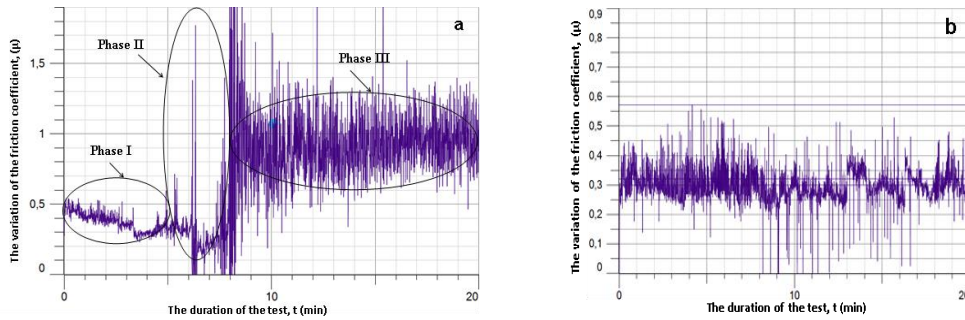 The variation of the friction coefficient, (μ)
1,5
1
0,5
0
Phase I
Phase II
Phase III
a
0
10
20
The duration of the test, t (min)
The variation of the friction coefficient, (μ)
0,9
0,8
0,7
0,6
0,5
0,4
0,3
0,2
0,1
0
b
0
10
20
The duration of the test, t (min)